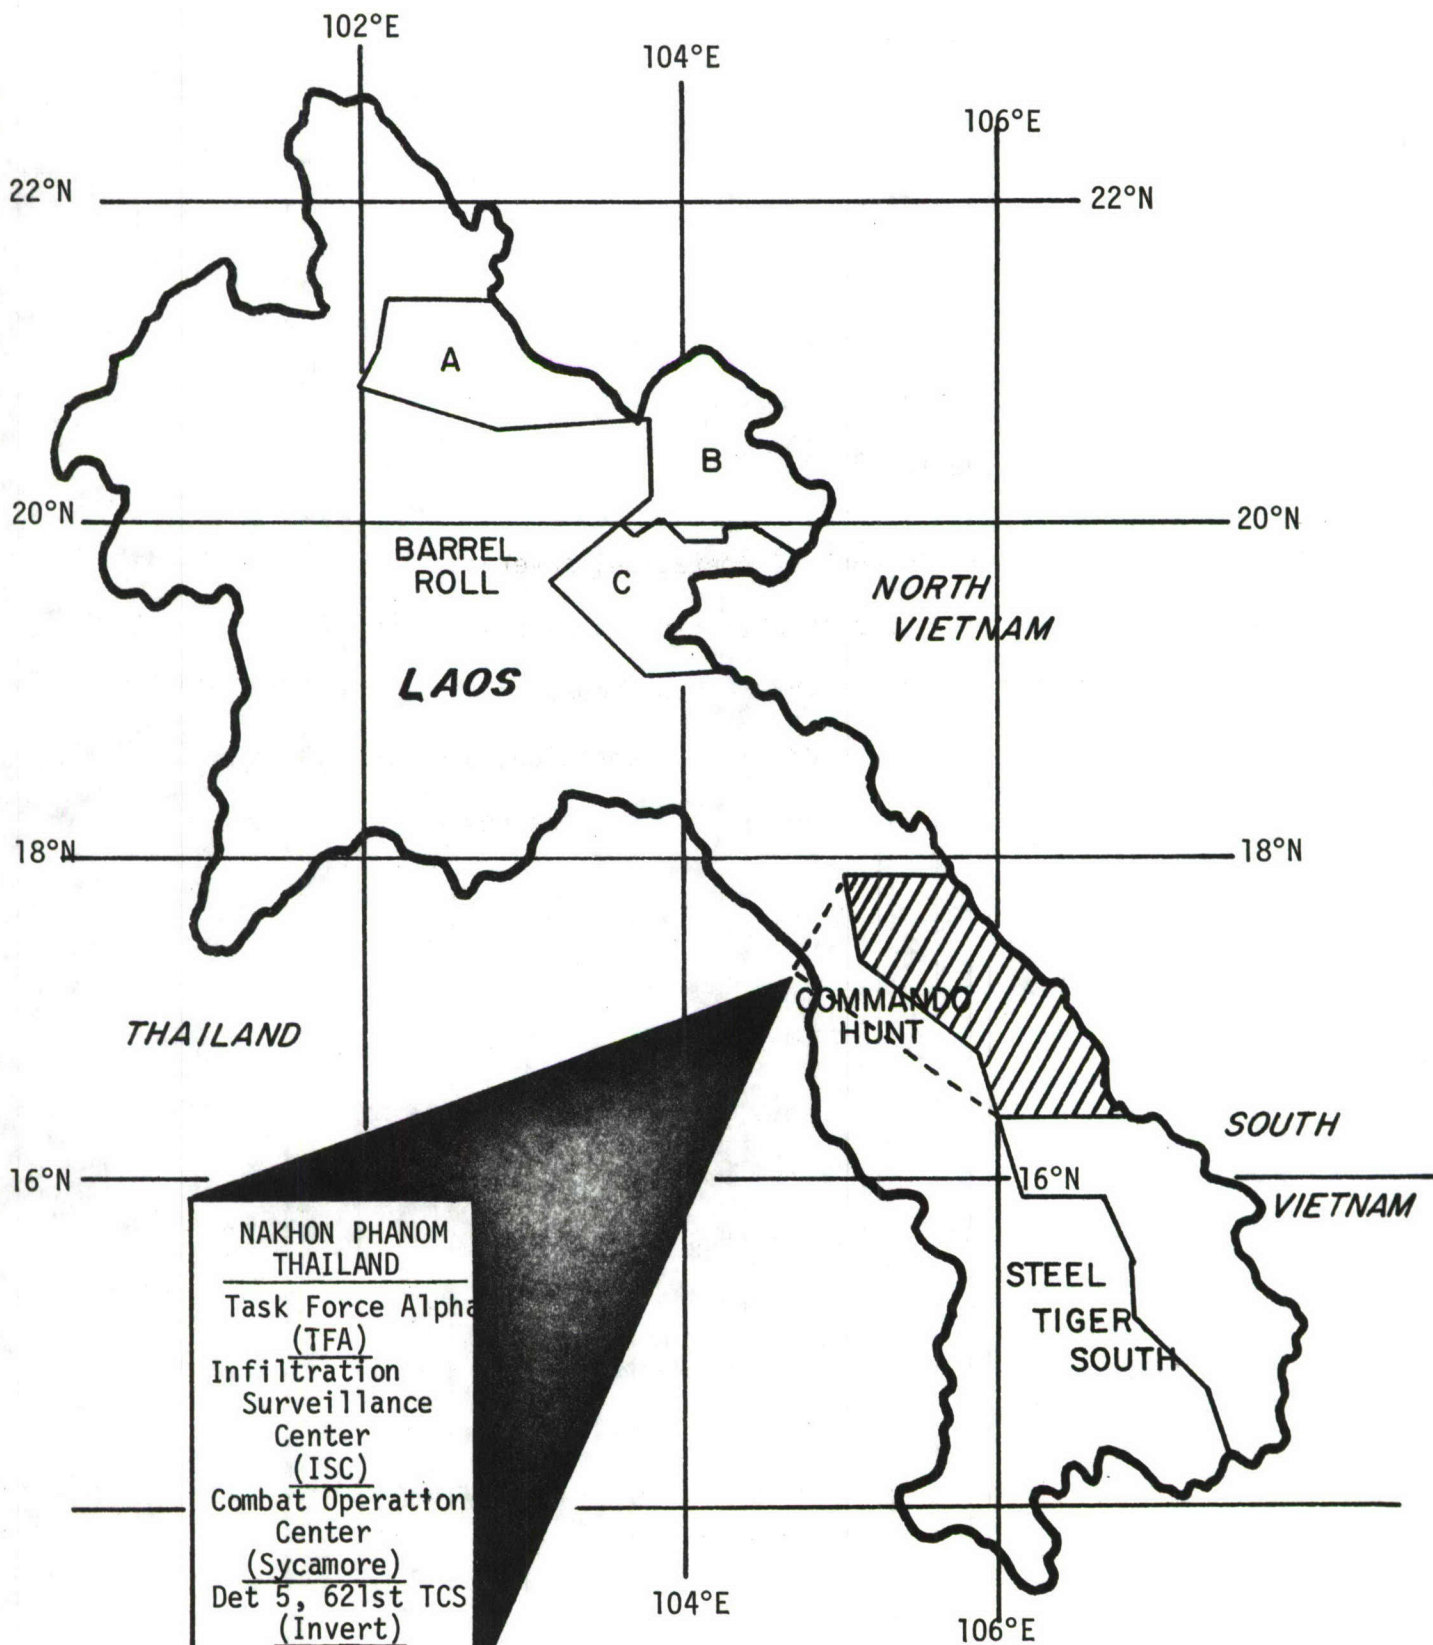 102°E
104°E
106°E
22°N
22°N
A
B
20°N
20°N
BARREL
ROLL
C
NORTH
VIETNAM
LAOS
18°N
18°N
THAILAND
COMMANDO
HUNT
SOUTH
VIETNAM
16°N
16°N
STEEL
TIGER
SOUTH
NAKHON PHANOM
THAILAND
Task Force Alpha
(TFA)
Infiltration
Surveillance
Center
(ISC)
Combat Operation
Center
(Sycamore)
Det 5, 621st TCS
(Invert)
104°E
106°E